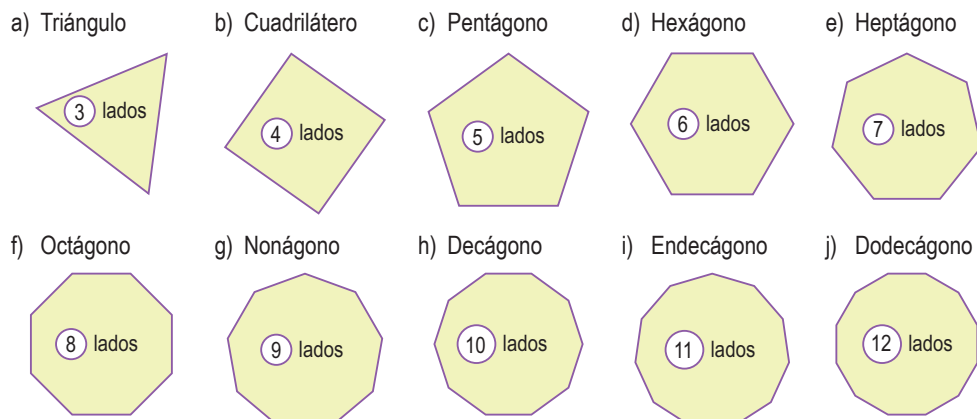 a) Triángulo b) Cuadrilátero c) Pentágono d) Hexágono e) Heptágono
3 lados 4 lados 5 lados 6 lados 7 lados
f) Octágono g) Nonágono h) Decágono i) Endecágono j) Dodecágono
8 lados 9 lados 10 lados 11 lados 12 lados